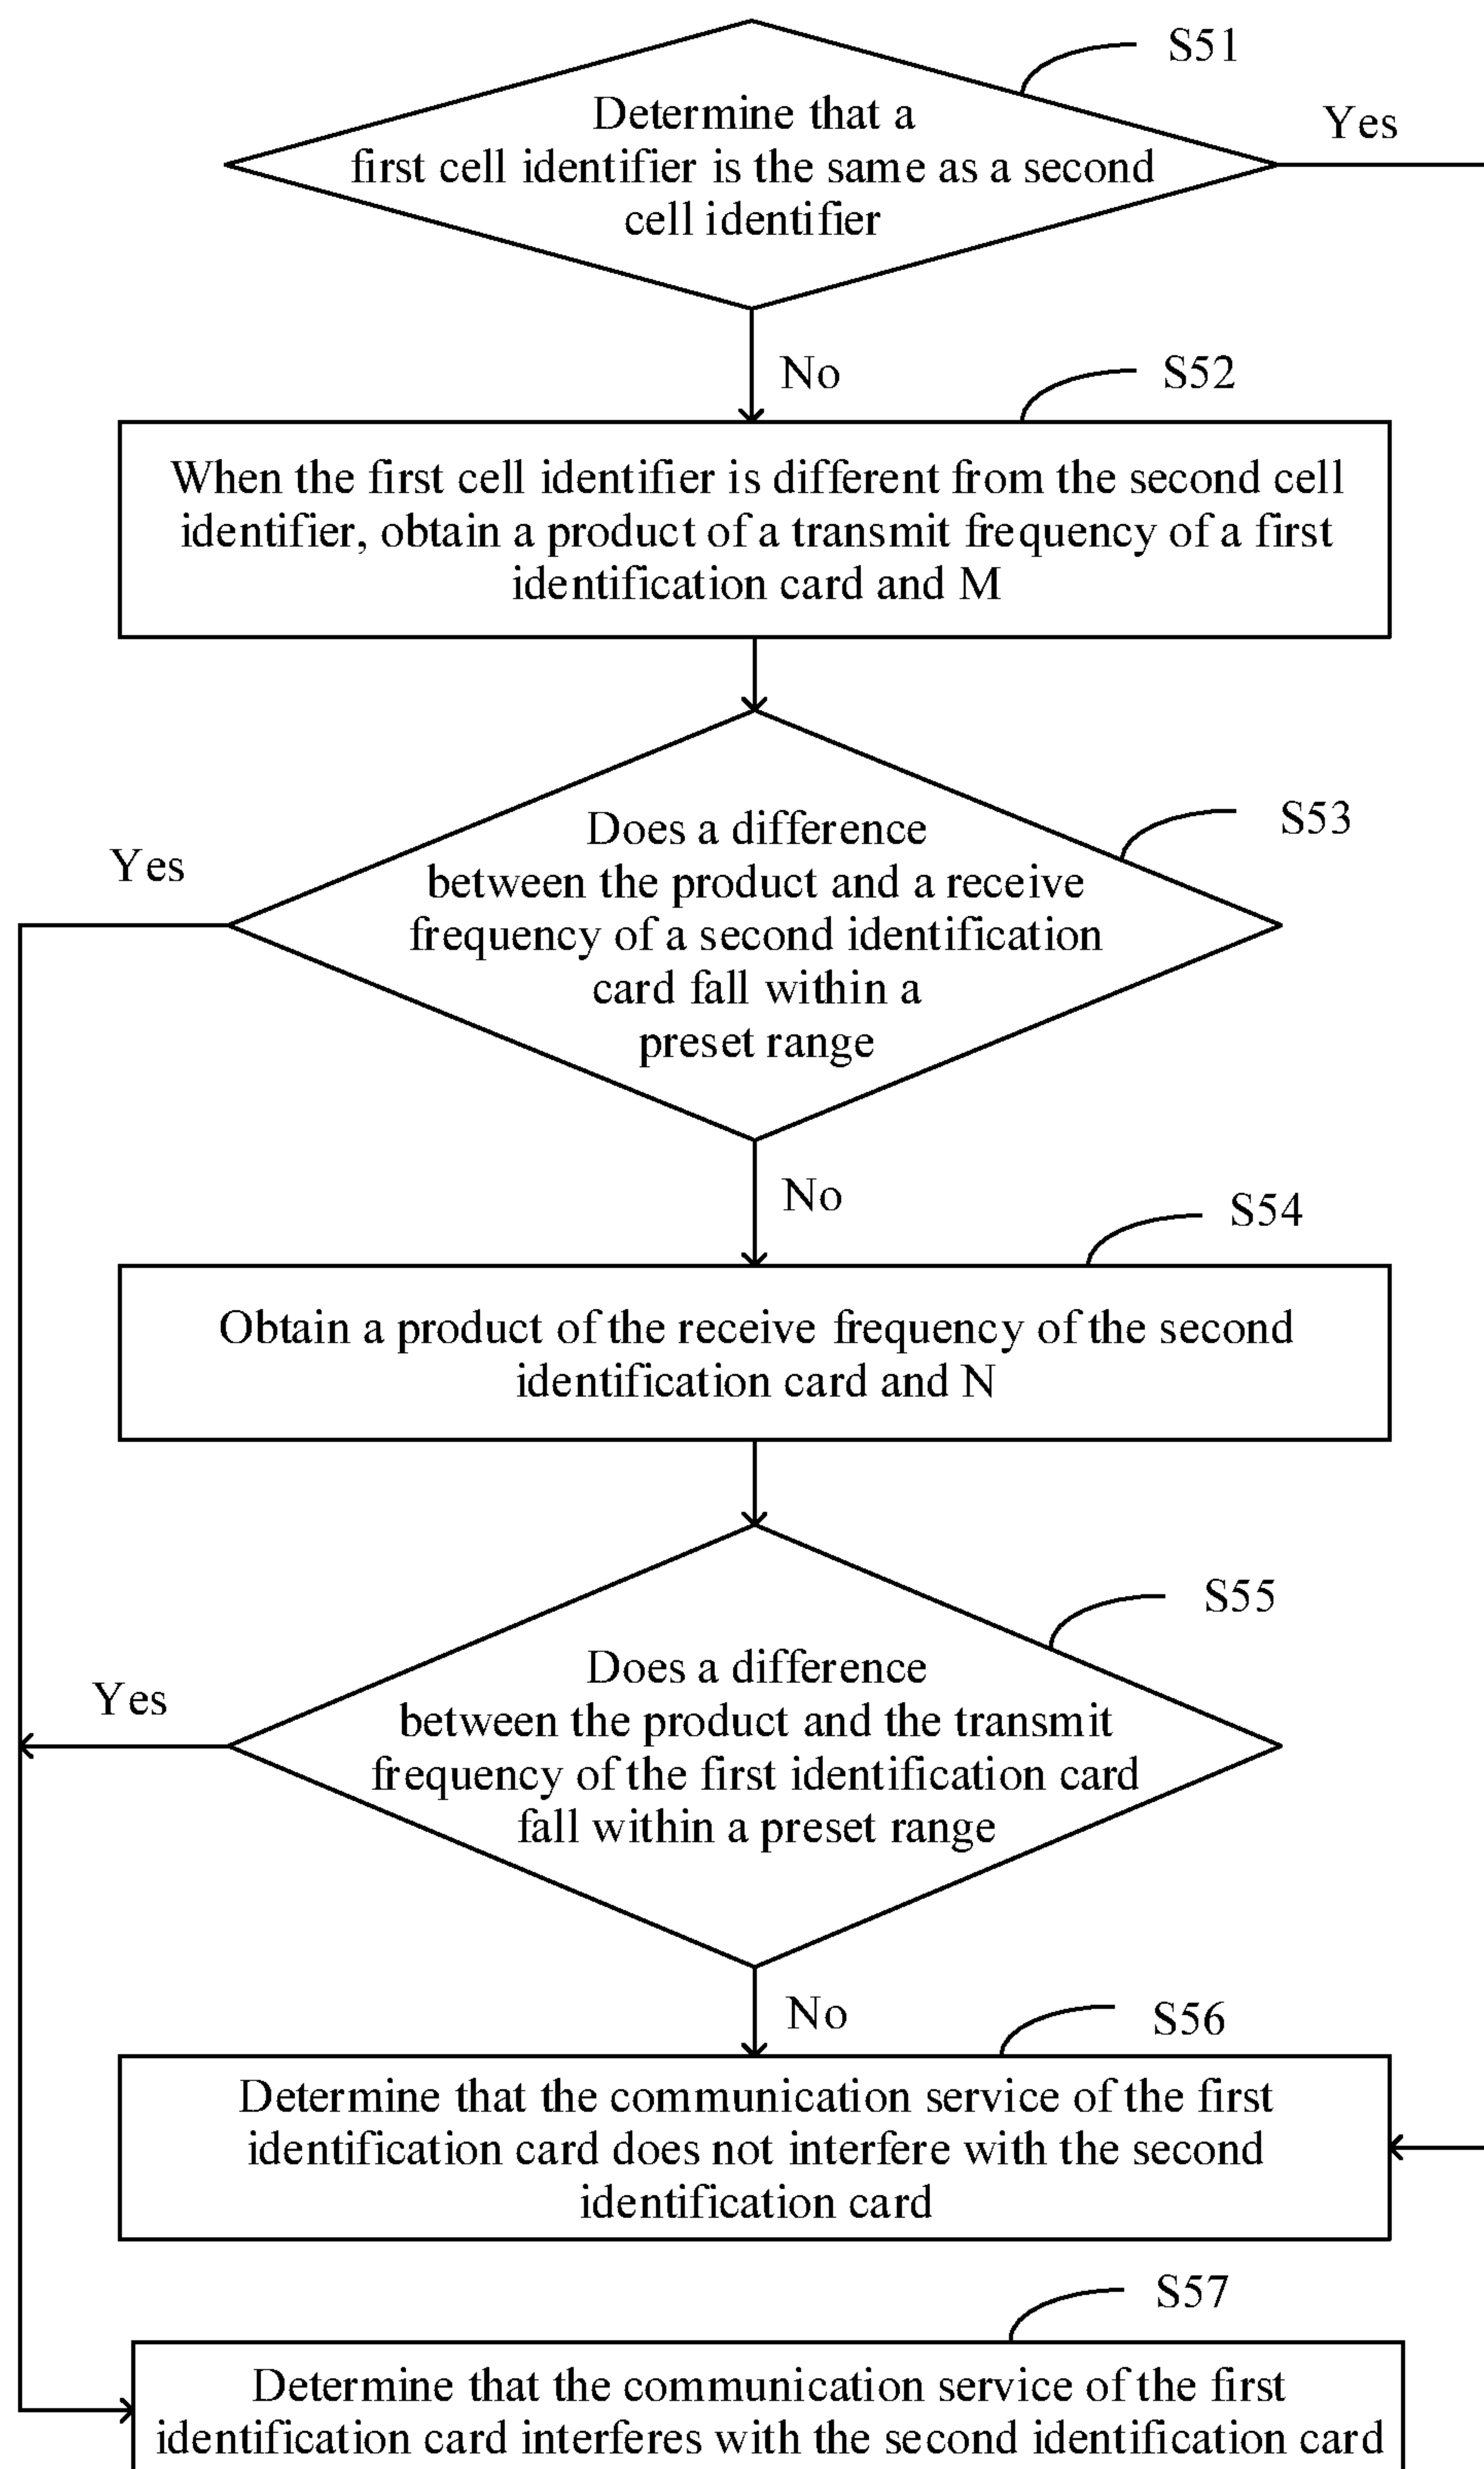 S51
Determine that a
first cell identifier is the same as a second
cell identifier
Yes
No
S52
When the first cell identifier is different from the second cell
identifier, obtain a product of a transmit frequency of a first
identification card and M
S53
Does a difference
between the product and a receive
frequency of a second identification
card fall within a
preset range
Yes
No
S54
Obtain a product of the receive frequency of the second
identification card and N
S55
Does a difference
between the product and the transmit
frequency of the first identification card
fall within a preset range
Yes
No
S56
Determine that the communication service of the first
identification card does not interfere with the second
identification card
S57
Determine that the communication service of the first
identification card interferes with the second identification card